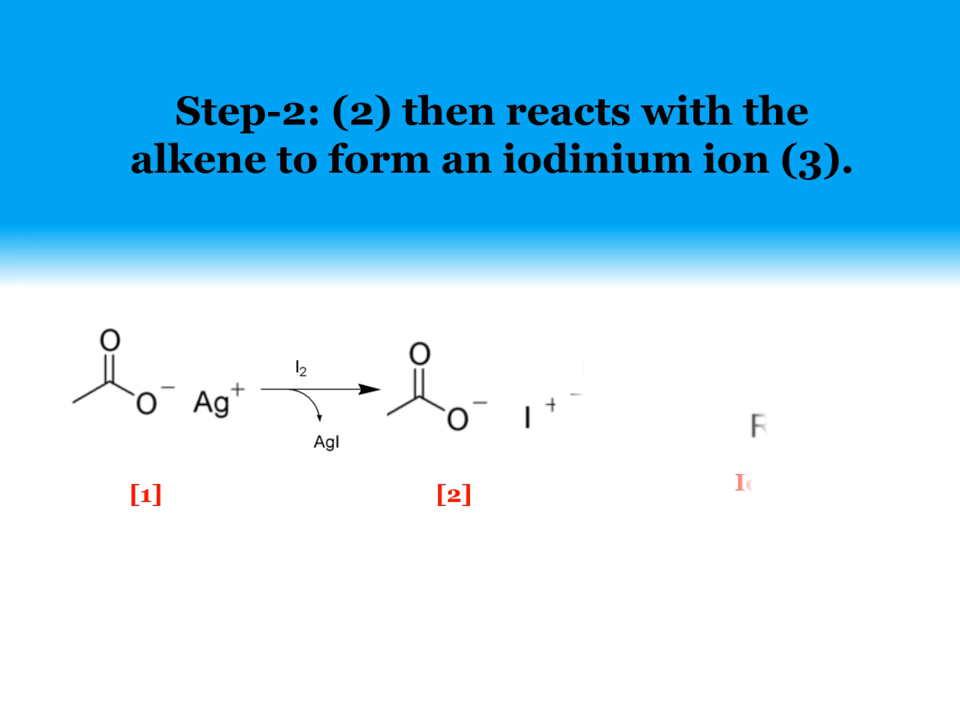 Step-2: (2) then reacts with the
alkene to form an iodinium ion (3).
O
O⁻ Ag⁺
I₂
AgI
O
O⁻ I⁺
R
[1]
[2]